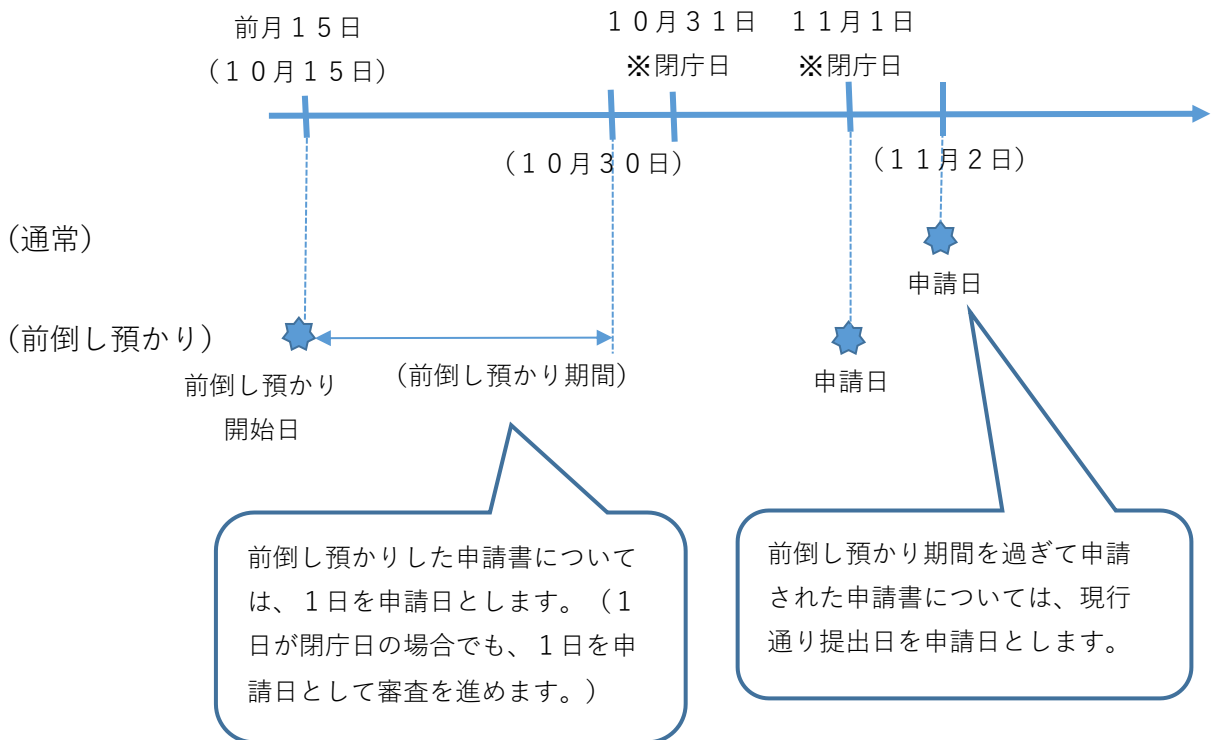 前月１５日
(１０月１５日)
１０月３１日
※閉庁日
１１月１日
※閉庁日
(１０月３０日)
(１１月２日)
(通常)
申請日
(前倒し預かり)
前倒し預かり
開始日
(前倒し預かり期間)
申請日
前倒し預かりした申請書について
は、１日を申請日とします。（１
日が閉庁日の場合でも、１日を申
請日として審査を進めます。）
前倒し預かり期間を過ぎて申請
された申請書については、現行
通り提出日を申請日とします。